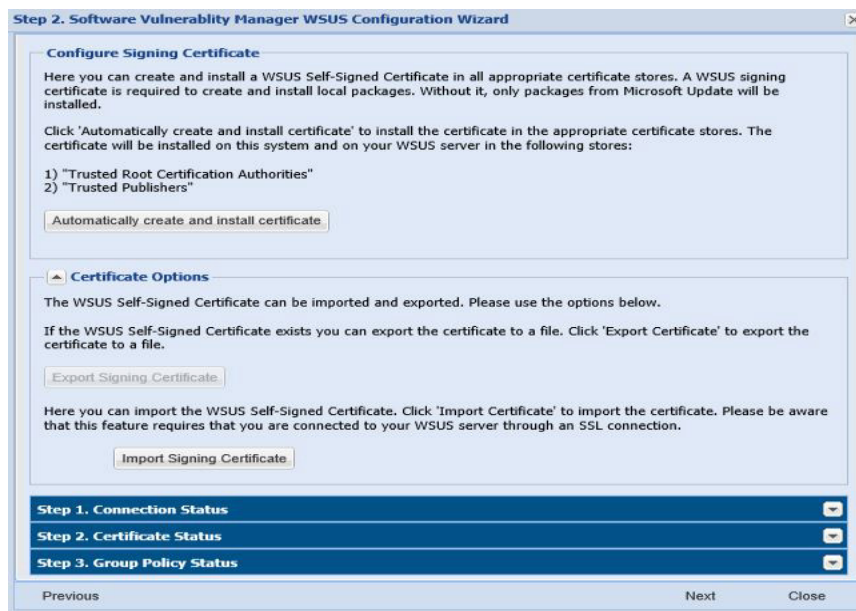 Step 2. Software Vulnerablity Manager WSUS Configuration Wizard
Configure Signing Certificate
Here you can create and install a WSUS Self-Signed Certificate in all appropriate certificate stores. A WSUS signing
certificate is required to create and install local packages. Without it, only packages from Microsoft Update will be
installed.
Click 'Automatically create and install certificate' to install the certificate in the appropriate certificate stores. The
certificate will be installed on this system and on your WSUS server in the following stores:
1) "Trusted Root Certification Authorities"
2) "Trusted Publishers"
Automatically create and install certificate
Certificate Options
The WSUS Self-Signed Certificate can be imported and exported. Please use the options below.
If the WSUS Self-Signed Certificate exists you can export the certificate to a file. Click 'Export Certificate' to export the
certificate to a file.
Export Signing Certificate
Here you can import the WSUS Self-Signed Certificate. Click 'Import Certificate' to import the certificate. Please be aware
that this feature requires that you are connected to your WSUS server through an SSL connection.
Import Signing Certificate
Step 1. Connection Status
Step 2. Certificate Status
Step 3. Group Policy Status
Previous Next Close